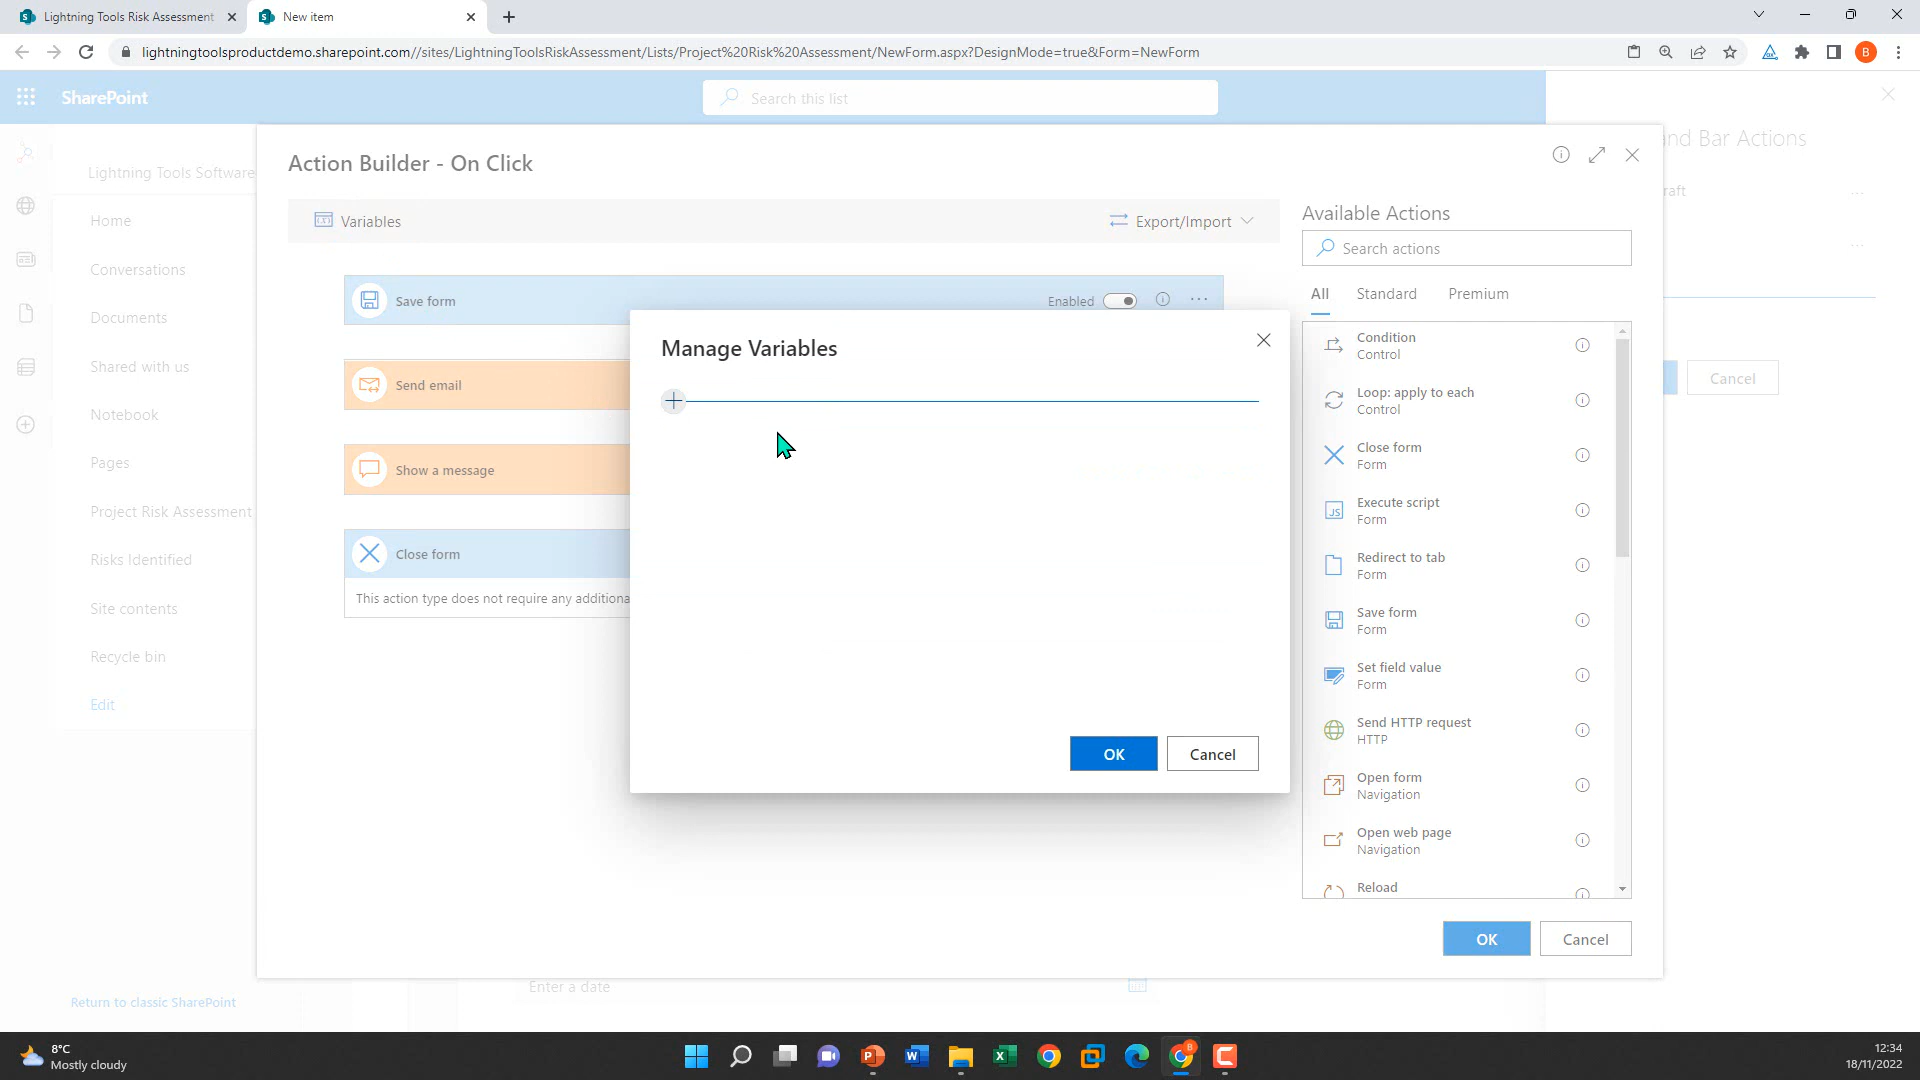 Lightning Tools Risk Assessment
New item
lightningtoolsproductdemo.sharepoint.com//sites/LightningToolsRiskAssessment/Lists/Project%20Risk%20Assessment/NewForm.aspx?DesignMode=true&Form=NewForm
B
SharePoint
Search this list
Lightning Tools Software
Home
Conversations
Documents
Shared with us
Notebook
Pages
Project Risk Assessment
Risks Identified
Site contents
Recycle bin
Edit
Return to classic SharePoint
Action Builder - On Click
Variables
Export/Import
Save form
Enabled
Send email
Show a message
Close form
This action type does not require any additiona
Manage Variables
OK
Cancel
Available Actions
Search actions
All
Standard
Premium
Condition
Control
Loop: apply to each
Control
Close form
Form
JS
Execute script
Form
Redirect to tab
Form
Save form
Form
Set field value
Form
Send HTTP request
HTTP
Open form
Navigation
Open web page
Navigation
Reload
OK
Cancel
nd Bar Actions
raft
Cancel
Enter a date
8°C
Mostly cloudy
12:34
18/11/2022